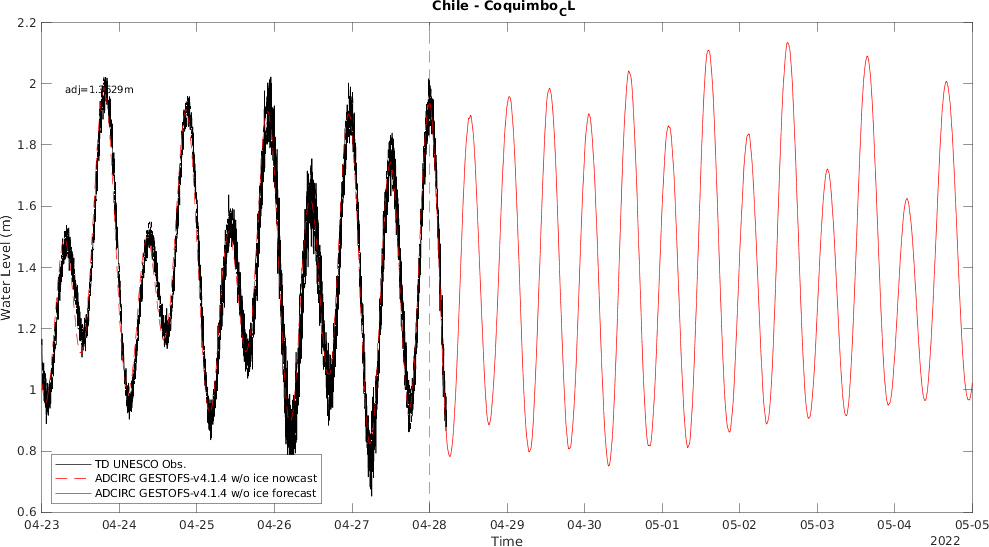 Chile - Coquimbo_CL
2.2
2
1.8
1.6
1.4
1.2
1
0.8
0.6
Water Level (m)
TD UNESCO Obs.
ADCIRC GESTOFS-v4.1.4 w/o ice nowcast
ADCIRC GESTOFS-v4.1.4 w/o ice forecast
04-23 04-24 04-25 04-26 04-27 04-28 04-29 04-30 05-01 05-02 05-03 05-04 05-05
Time
2022